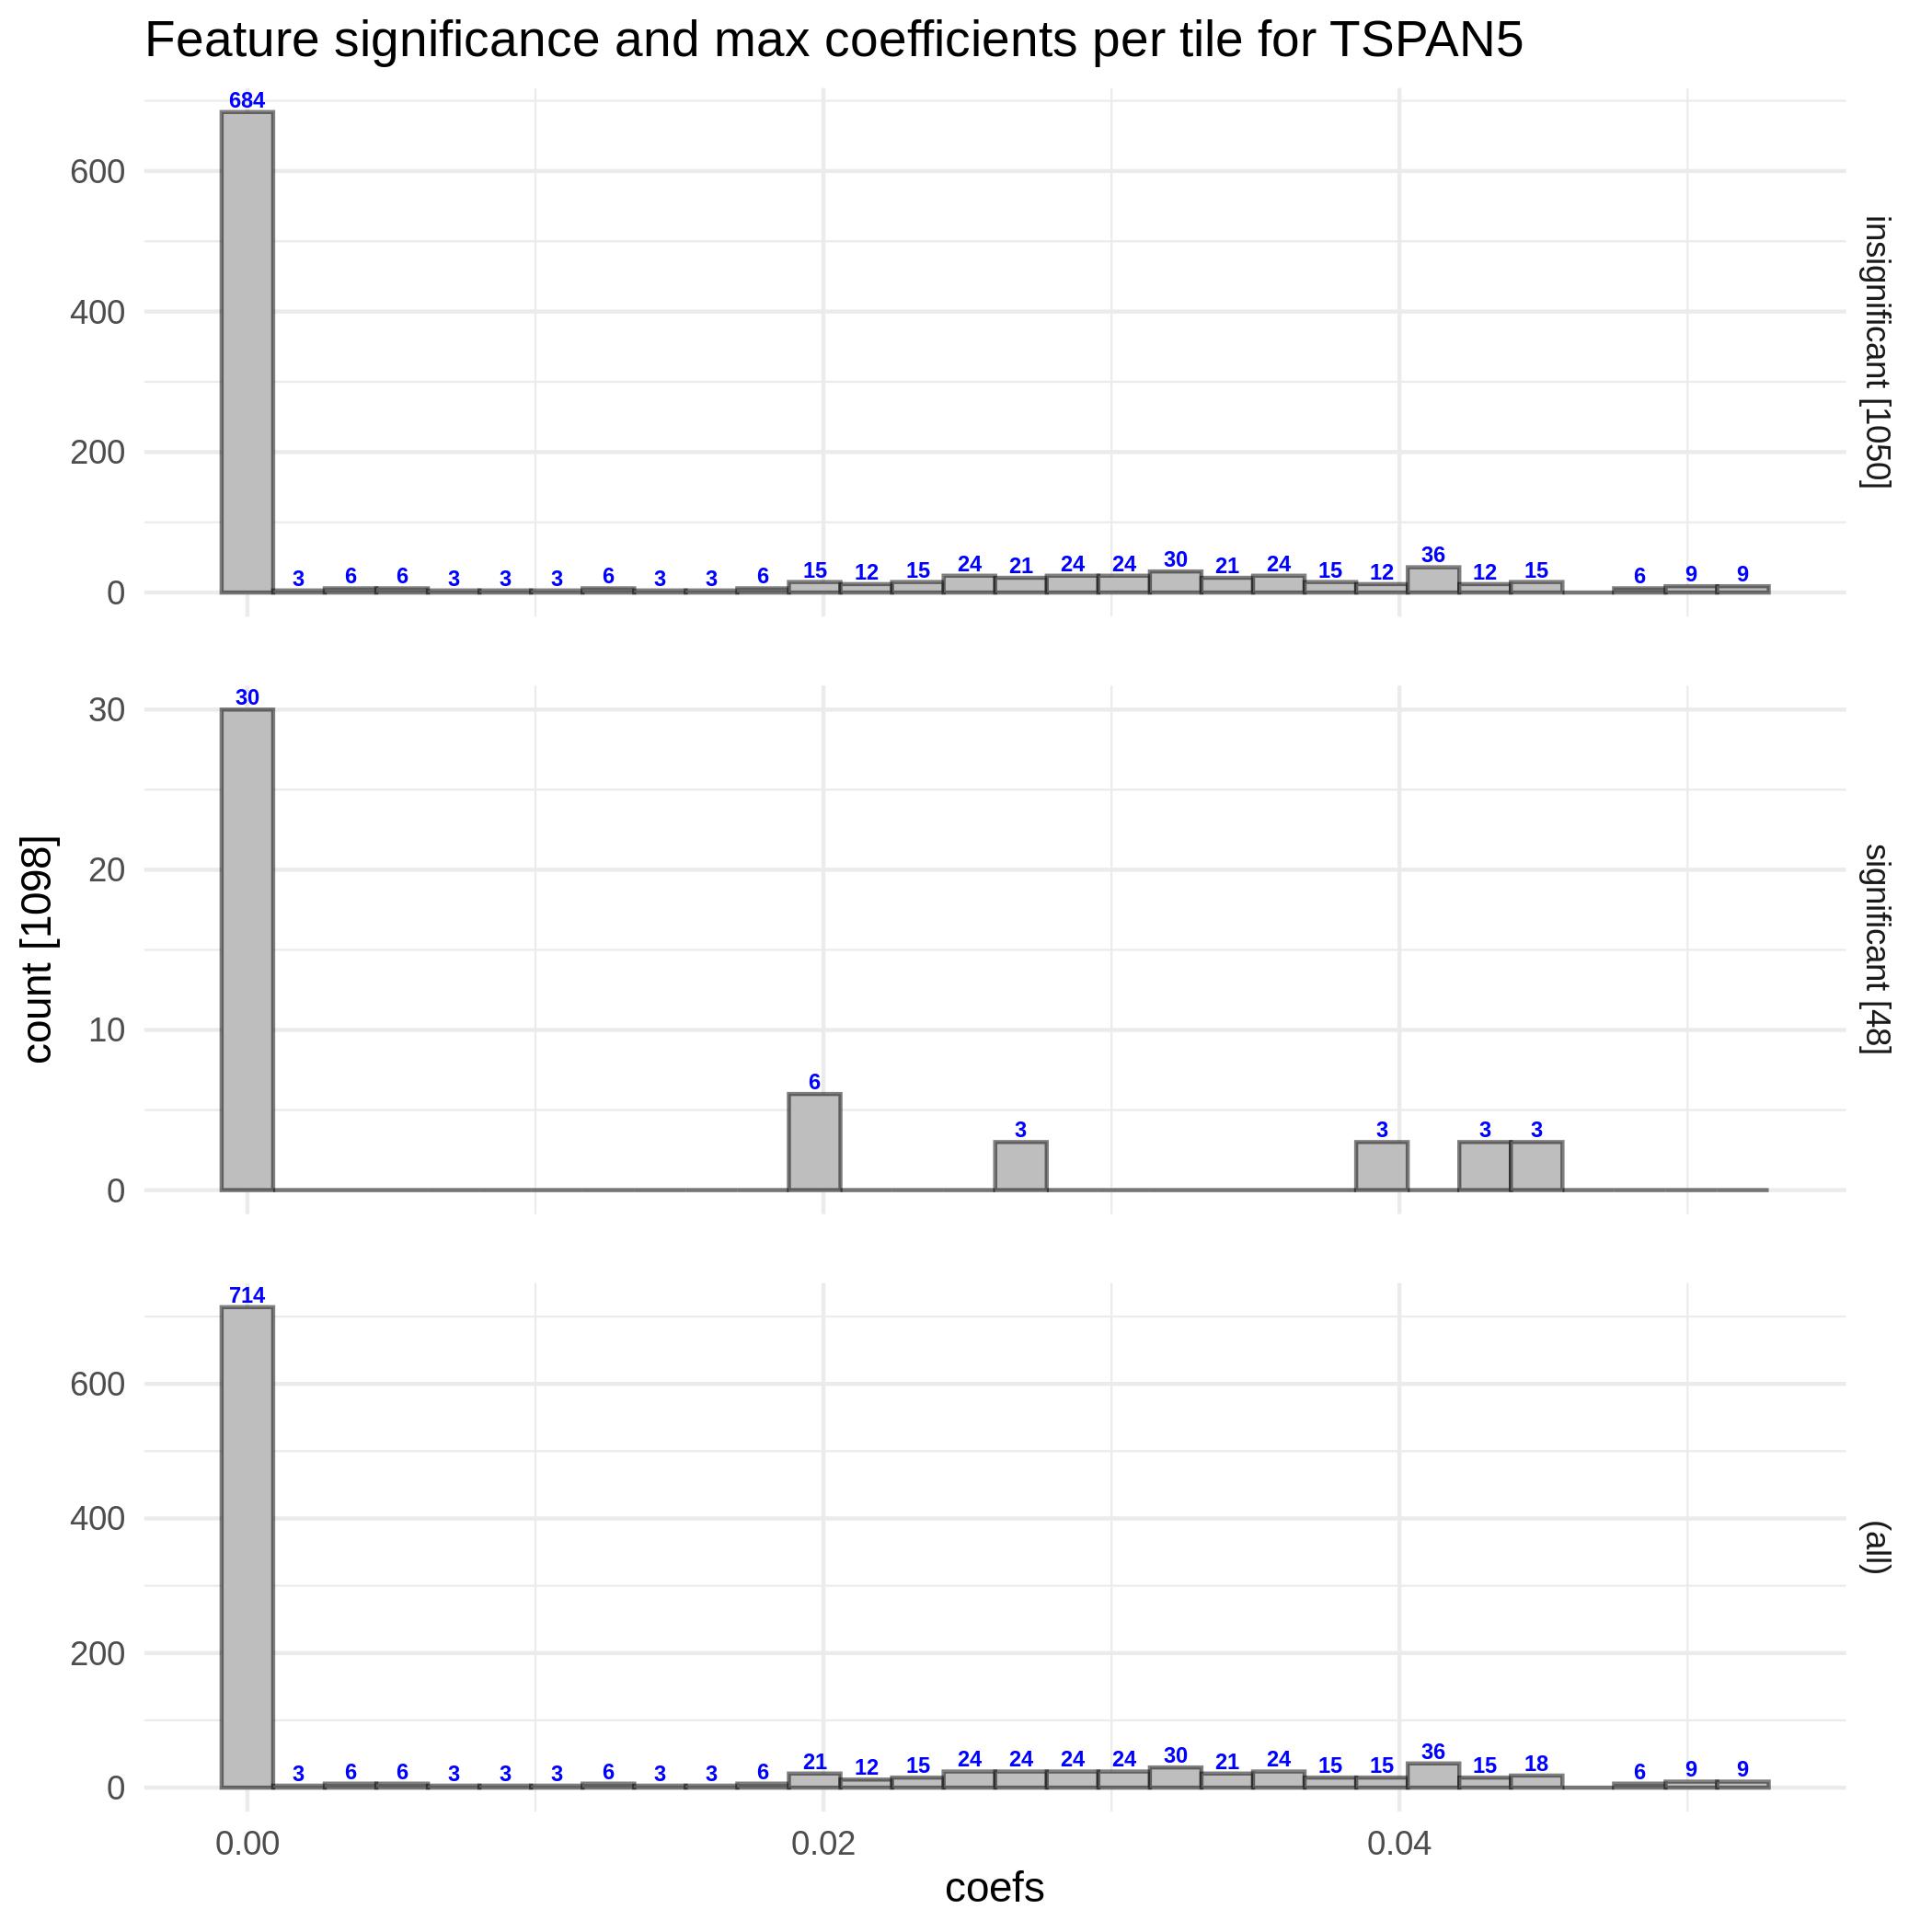 Feature significance and max coefficients per tile for TSPAN5
684
600
400
200
0
3 6 6 3 3 3 6 3 3 6 15 12 15 24 21 24 24 30 21 24 15 12 36 12 15 6 9 9
insignificant [1050]
count [1098]
30
30
20
10
0
6 3 3 3 3
significant [48]
714
600
400
200
0
3 6 6 3 3 3 6 3 3 6 21 12 15 24 24 24 24 30 21 24 15 15 36 15 18 6 9 9
(all)
0.00 0.02 0.04
coefs